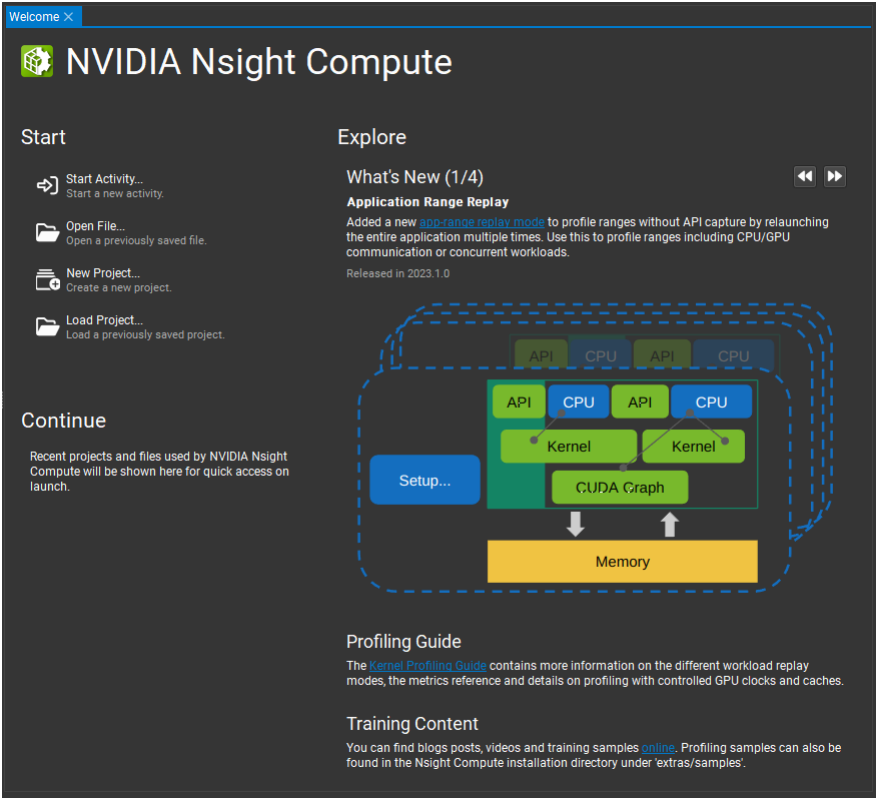 Welcome
NVIDIA Nsight Compute
Start
Start Activity...
Start a new activity.
Open File...
Open a previously saved file.
New Project...
Create a new project.
Load Project...
Load a previously saved project.
Continue
Recent projects and files used by NVIDIA Nsight
Compute will be shown here for quick access on
launch.
Explore
What's New (1/4)
Application Range Replay
Added a new app-range replay mode to profile ranges without API capture by relaunching
the entire application multiple times. Use this to profile ranges including CPU/GPU
communication or concurrent workloads.
Released in 2023.1.0
API CPU API CPU
API CPU API CPU
Kernel Kernel
Setup...
CUDA Graph
Memory
Profiling Guide
The Kernel Profiling Guide contains more information on the different workload replay
modes, the metrics reference and details on profiling with controlled GPU clocks and caches.
Training Content
You can find blogs posts, videos and training samples online. Profiling samples can also be
found in the Nsight Compute installation directory under 'extras/samples'.